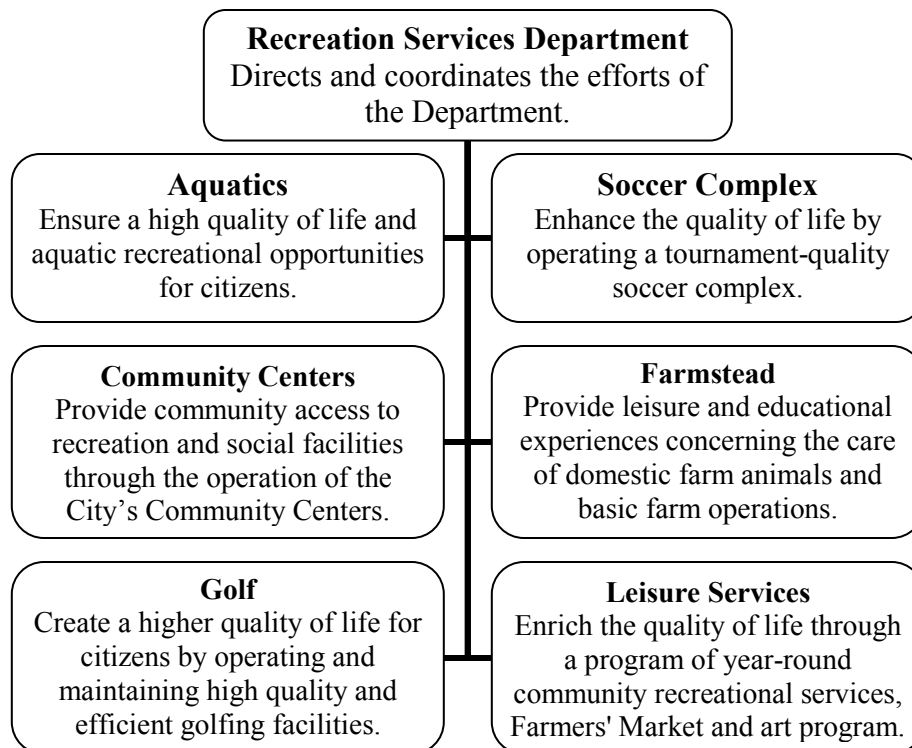 Recreation Services Department
Directs and coordinates the efforts of
the Department.
Aquatics
Ensure a high quality of life and
aquatic recreational opportunities
for citizens.
Soccer Complex
Enhance the quality of life by
operating a tournament-quality
soccer complex.
Community Centers
Provide community access to
recreation and social facilities
through the operation of the
City’s Community Centers.
Farmstead
Provide leisure and educational
experiences concerning the care
of domestic farm animals and
basic farm operations.
Golf
Create a higher quality of life for
citizens by operating and
maintaining high quality and
efficient golfing facilities.
Leisure Services
Enrich the quality of life through
a program of year-round
community recreational services,
Farmers' Market and art program.